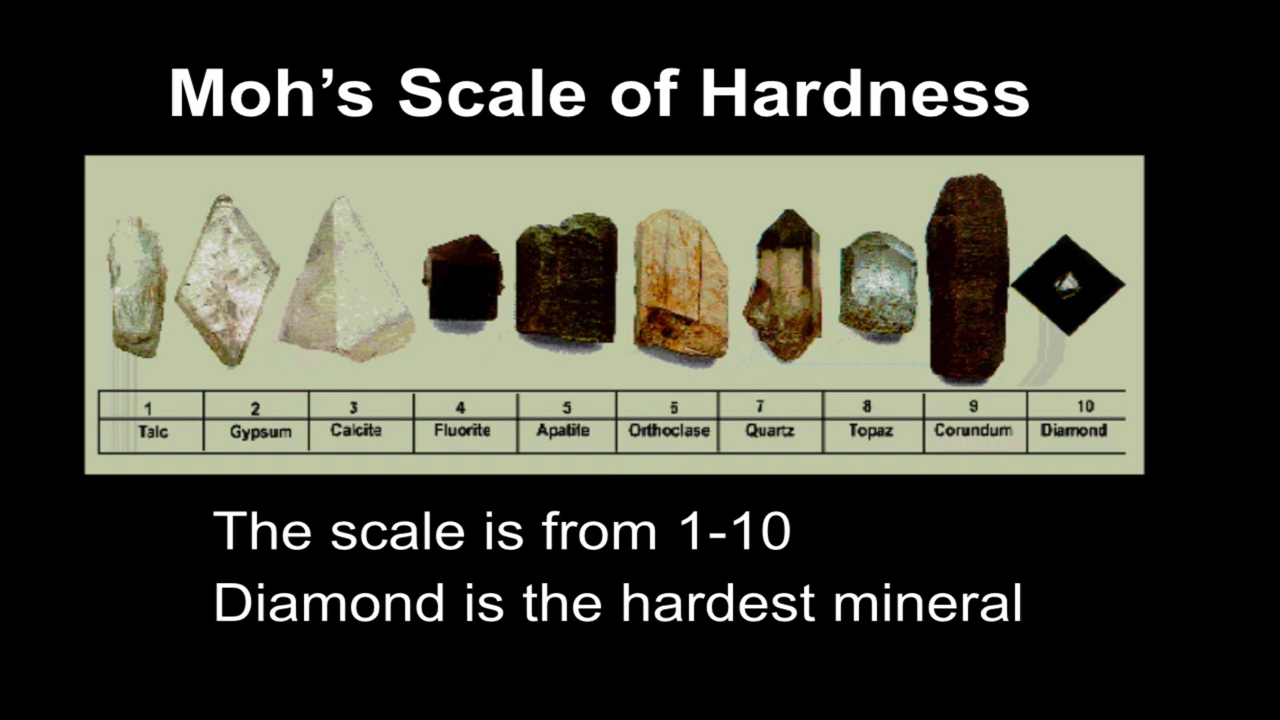 Moh’s Scale of Hardness
1 2 3 4 5 6 7 8 9 10
Talc Gypsum Calcite Fluorite Apatite Orthoclase Quartz Topaz Corundum Diamond
The scale is from 1-10
Diamond is the hardest mineral